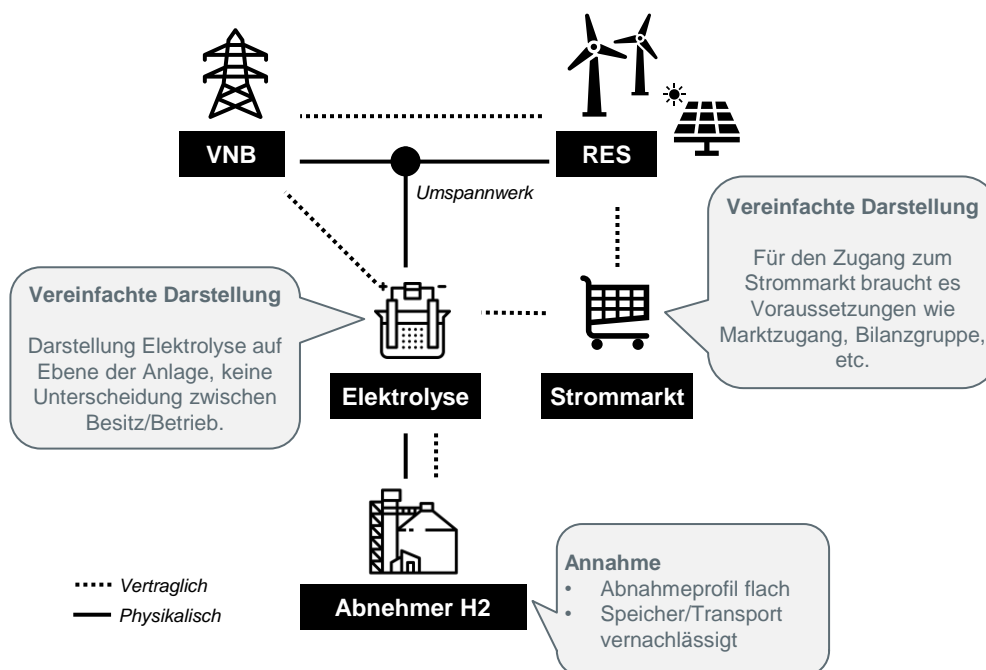 VNB
RES
Umspannwerk
Vereinfachte Darstellung
Für den Zugang zum
Strommarkt braucht es
Voraussetzungen wie
Marktzugang, Bilanzgruppe,
etc.
Vereinfachte Darstellung
Darstellung Elektrolyse auf
Ebene der Anlage, keine
Unterscheidung zwischen
Besitz/Betrieb.
+ –
Elektrolyse
Strommarkt
Annahme
• Abnahmeprofil flach
• Speicher/Transport
vernachlässigt
Vertraglich
Physikalisch
Abnehmer H2